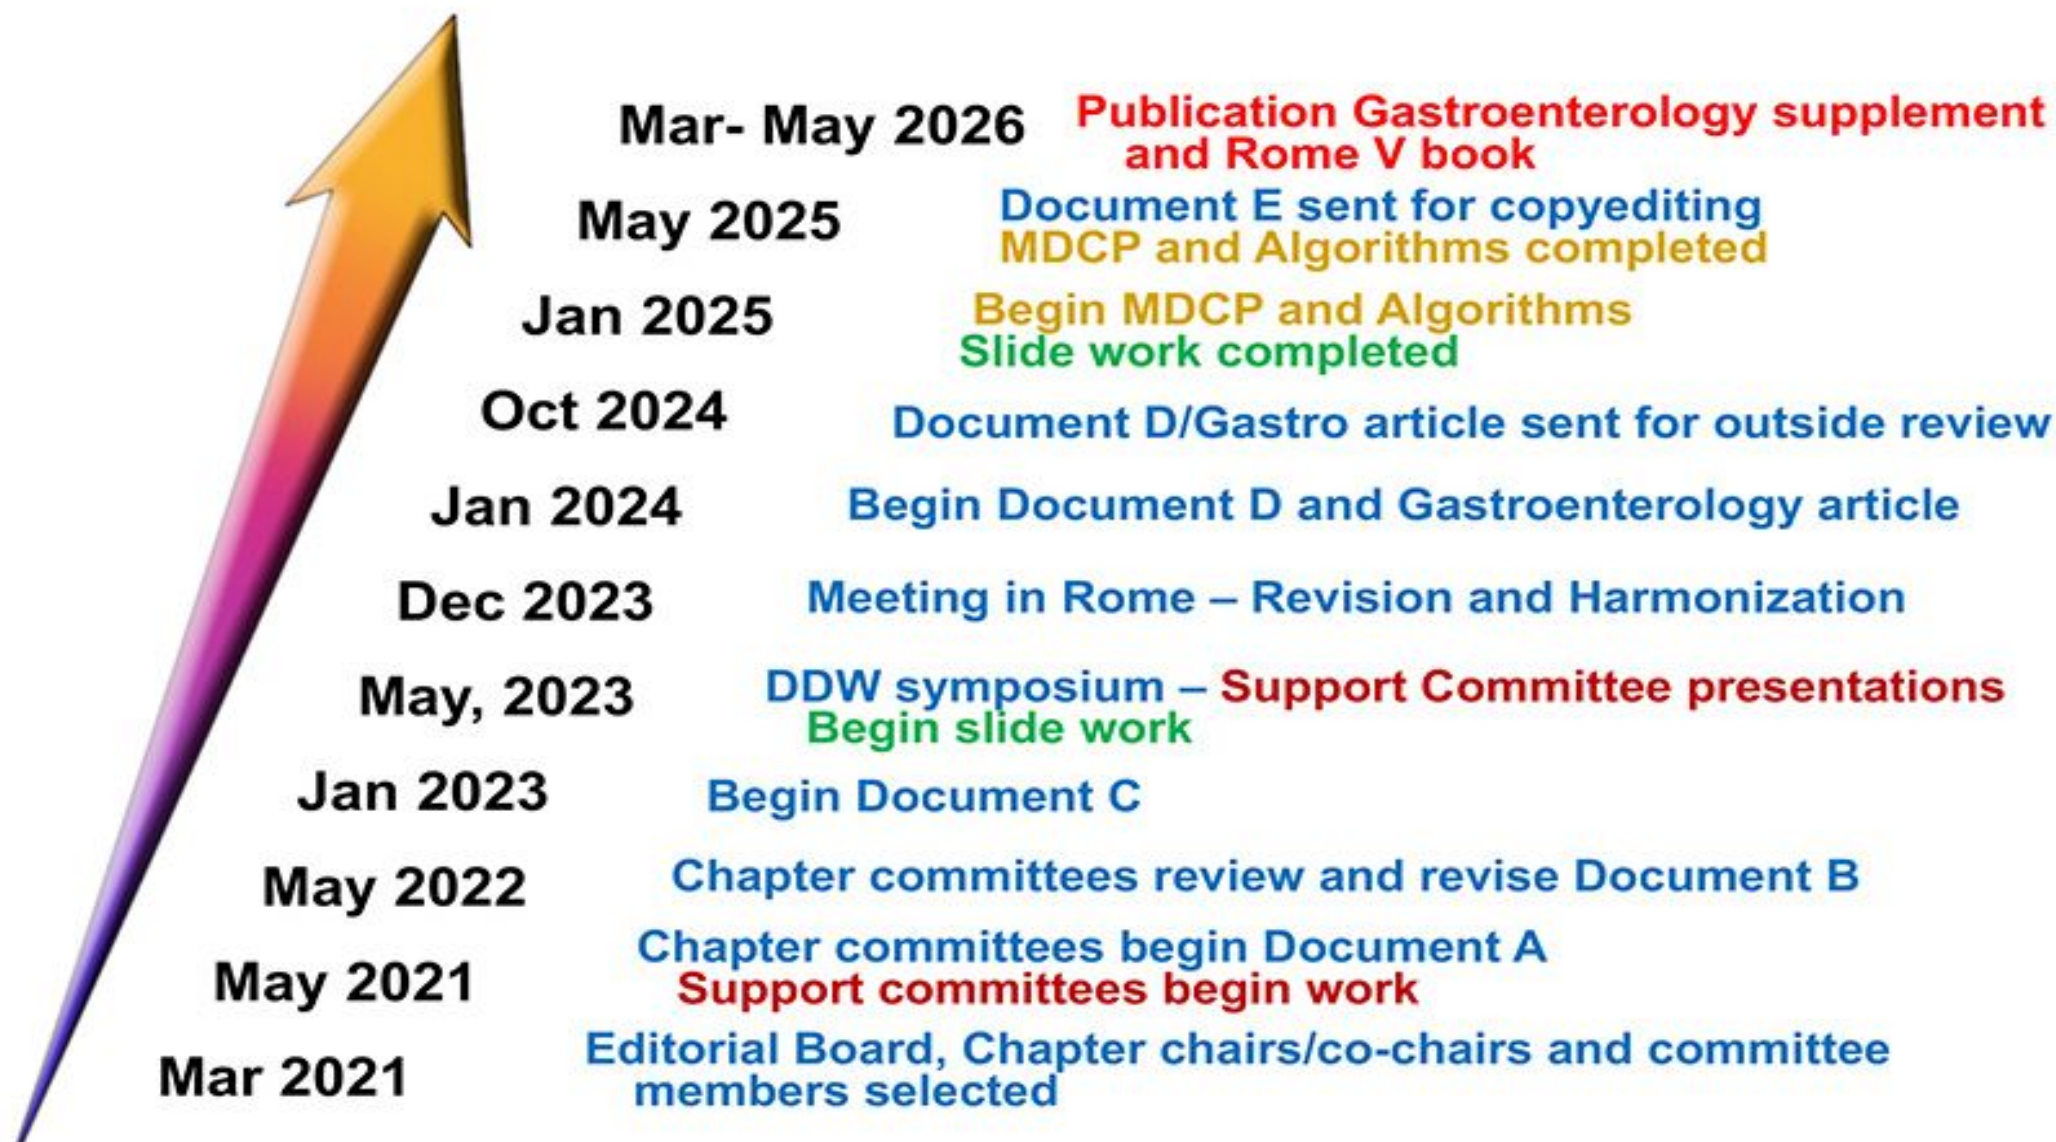 Mar- May 2026 Publication Gastroenterology supplement
and Rome V book
May 2025 Document E sent for copyediting
MDCP and Algorithms completed
Jan 2025 Begin MDCP and Algorithms
Slide work completed
Oct 2024 Document D/Gastro article sent for outside review
Jan 2024 Begin Document D and Gastroenterology article
Dec 2023 Meeting in Rome – Revision and Harmonization
May, 2023 DDW symposium – Support Committee presentations
Begin slide work
Jan 2023 Begin Document C
May 2022 Chapter committees review and revise Document B
May 2021 Chapter committees begin Document A
Support committees begin work
Mar 2021 Editorial Board, Chapter chairs/co-chairs and committee
members selected